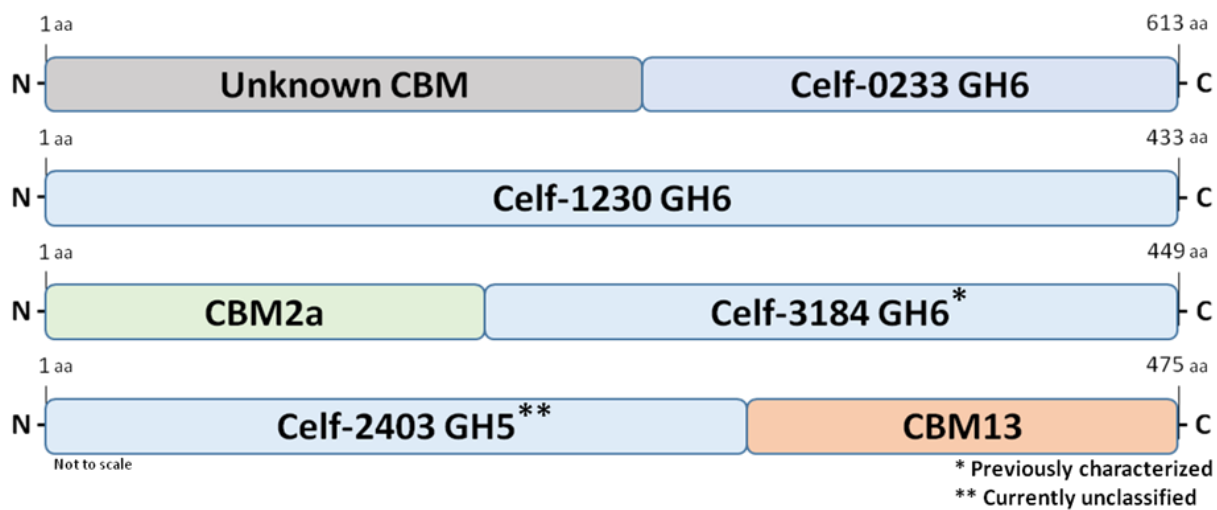 1 aa 613 aa
N Unknown CBM Celf-0233 GH6 C
1 aa 433 aa
N Celf-1230 GH6 C
1 aa 449 aa
N CBM2a Celf-3184 GH6* C
1 aa 475 aa
N Celf-2403 GH5** CBM13 C
Not to scale
* Previously characterized
** Currently unclassified